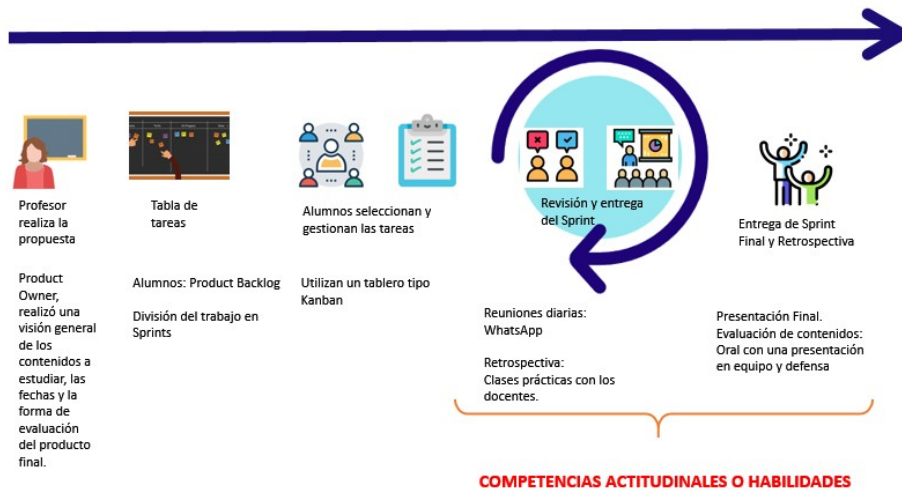 Profesor
realiza la
propuesta
Tabla de
tareas
Alumnos seleccionan y
gestionan las tareas
Revisión y entrega
del Sprint
Entrega de Sprint
Final y Retrospectiva
Product
Owner,
realizó una
visión general
de los
contenidos a
estudiar, las
fechas y la
forma de
evaluación
del producto
final.
Alumnos: Product Backlog
División del trabajo en
Sprints
Utilizan un tablero tipo
Kanban
Reuniones diarias:
WhatsApp
Retrospectiva:
Clases prácticas con los
docentes.
Presentación Final.
Evaluación de contenidos:
Oral con una presentación
en equipo y defensa
COMPETENCIAS ACTITUDINALES O HABILIDADES